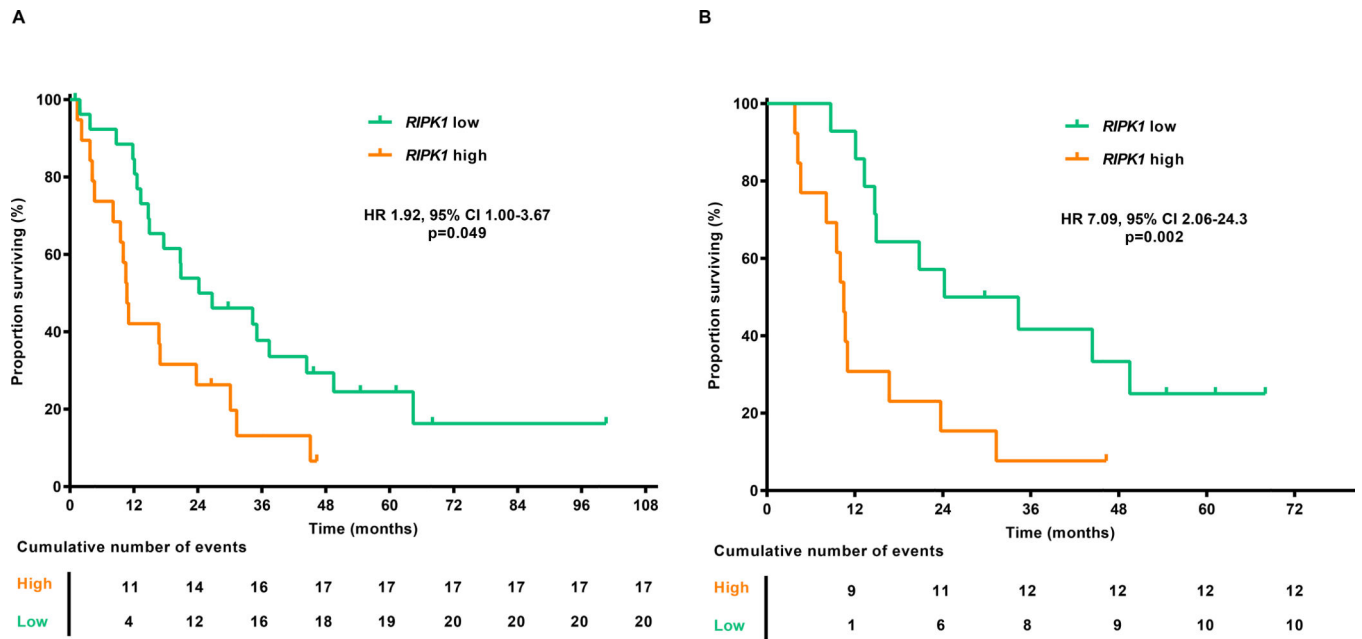 A
100
80
60
40
20
0
Proportion surviving (%)
RIPK1 low
RIPK1 high
HR 1.92, 95% CI 1.00-3.67
p=0.049
0 12 24 36 48 60 72 84 96 108
Time (months)
Cumulative number of events
High 11 14 16 17 17 17 17 17 17
Low 4 12 16 18 19 20 20 20 20
B
100
80
60
40
20
0
Proportion surviving (%)
RIPK1 low
RIPK1 high
HR 7.09, 95% CI 2.06-24.3
p=0.002
0 12 24 36 48 60 72
Time (months)
Cumulative number of events
High 9 11 12 12 12 12
Low 1 6 8 9 10 10